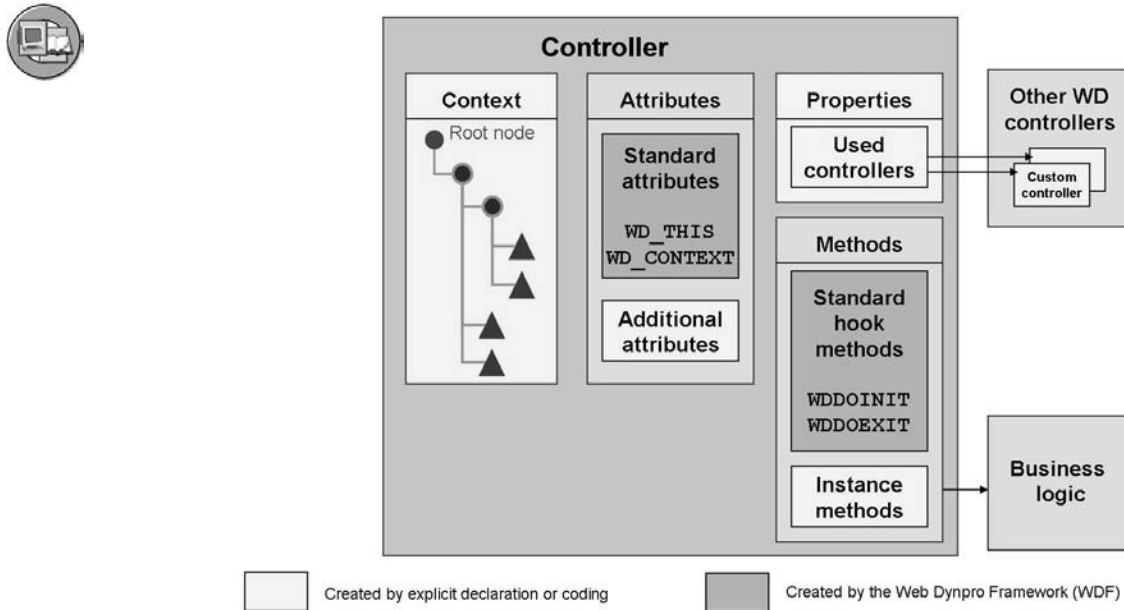 Controller
Context
Root node
Attributes
Standard
attributes
WD_THIS
WD_CONTEXT
Additional
attributes
Properties
Used
controllers
Methods
Standard
hook
methods
WDDOINIT
WDDOEXIT
Instance
methods
Other WD
controllers
Custom
controller
Business
logic
Created by explicit declaration or coding
Created by the Web Dynpro Framework (WDF)